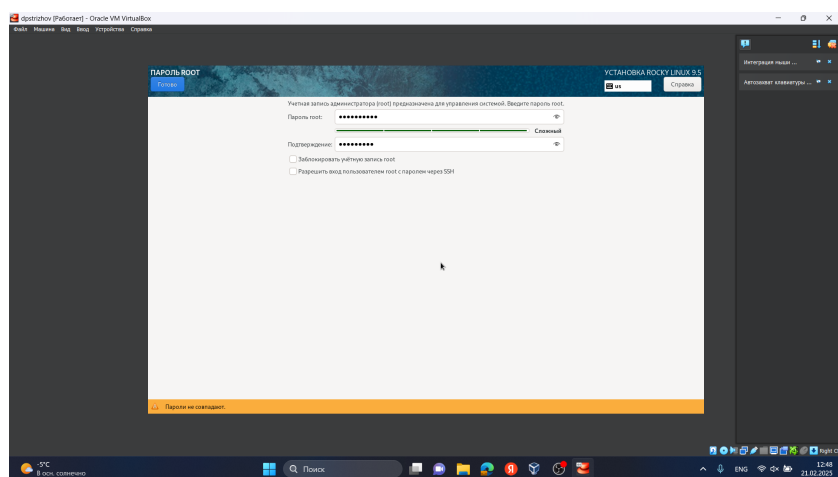 dpstrizhov [Работает] - Oracle VM VirtualBox
Файл Машина Вид Ввод Устройства Справка
Интеграция мыши ...
Автозахват клавиатуры ...
ПАРОЛЬ ROOT
УСТАНОВКА ROCKY LINUX 9.5
Готово
us
Справка
Учетная запись администратора (root) предназначена для управления системой. Введите пароль root.
Пароль root: ••••••••••
Сложный
Подтверждение: •••••••••
Заблокировать учётную запись root
Разрешить вход пользователем root с паролем через SSH
Пароли не совпадают.
Right
-5°C
В осн. солнечно
Поиск
ENG
12:48
21.02.2025